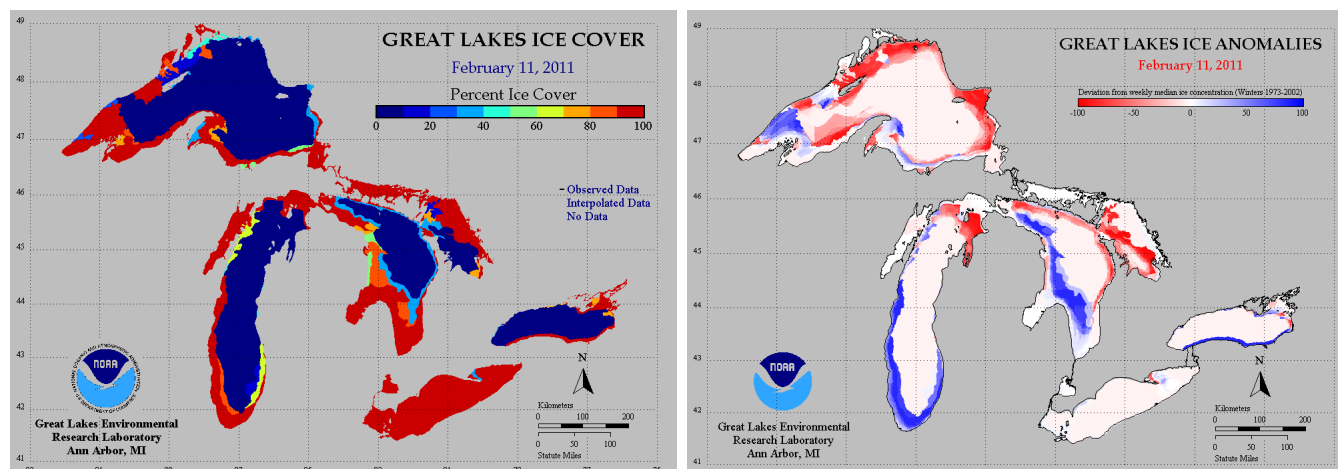 GREAT LAKES ICE COVER
February 11, 2011
Percent Ice Cover
0 20 40 60 80 100
49
48
47
46
45
44
43
42
41
Observed Data
Interpolated Data
No Data
NOAA
Great Lakes Environmental
Research Laboratory
Ann Arbor, MI
N
Kilometers
0 100 200
0 50 100
Statute Miles
GREAT LAKES ICE ANOMALIES
February 11, 2011
Deviation from weekly median ice concentration (Winters 1973-2002)
-100 -50 0 50 100
49
48
47
46
45
44
43
42
41
NOAA
Great Lakes Environmental
Research Laboratory
Ann Arbor, MI
N
Kilometers
0 100 200
0 50 100
Statute Miles